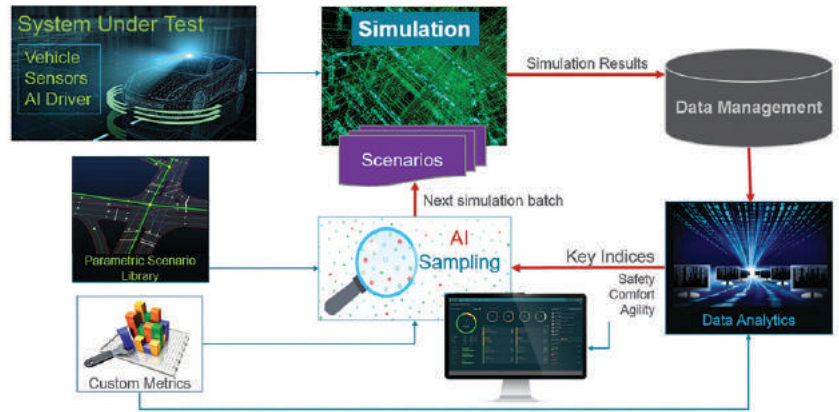 System Under Test
Vehicle
Sensors
AI Driver
Simulation
Simulation Results
Data Management
Scenarios
Next simulation batch
Parametric Scenario
Library
AI
Sampling
Key Indices
Safety
Comfort
Agility
Data Analytics
Custom Metrics